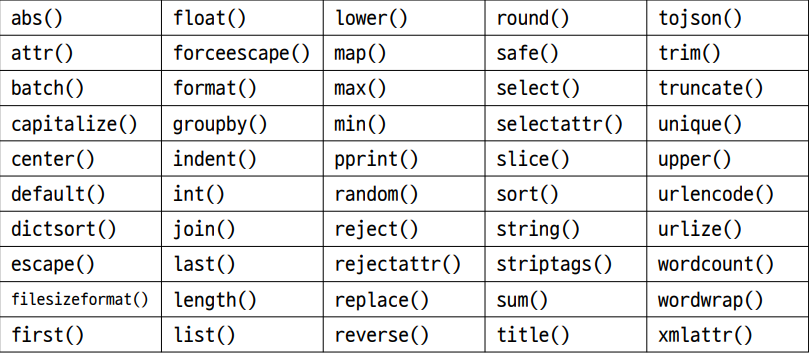 abs() float() lower() round() tojson()
attr() forceescape() map() safe() trim()
batch() format() max() select() truncate()
capitalize() groupby() min() selectattr() unique()
center() indent() pprint() slice() upper()
default() int() random() sort() urlencode()
dictsort() join() reject() string() urlize()
escape() last() rejectattr() striptags() wordcount()
filesizeformat() length() replace() sum() wordwrap()
first() list() reverse() title() xmlattr()